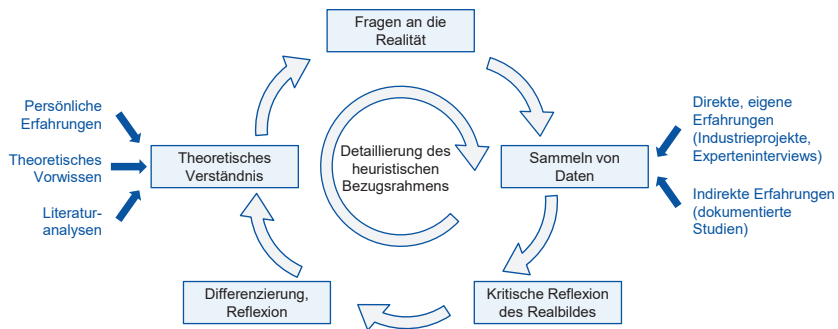 Fragen an die
Realität
Persönliche
Erfahrungen
Theoretisches
Vorwissen
Literatur-
analysen
Theoretisches
Verständnis
Detaillierung des
heuristischen
Bezugsrahmens
Sammeln von
Daten
Direkte, eigene
Erfahrungen
(Industrieprojekte,
Experteninterviews)
Indirekte Erfahrungen
(dokumentierte
Studien)
Differenzierung,
Reflexion
Kritische Reflexion
des Realbildes